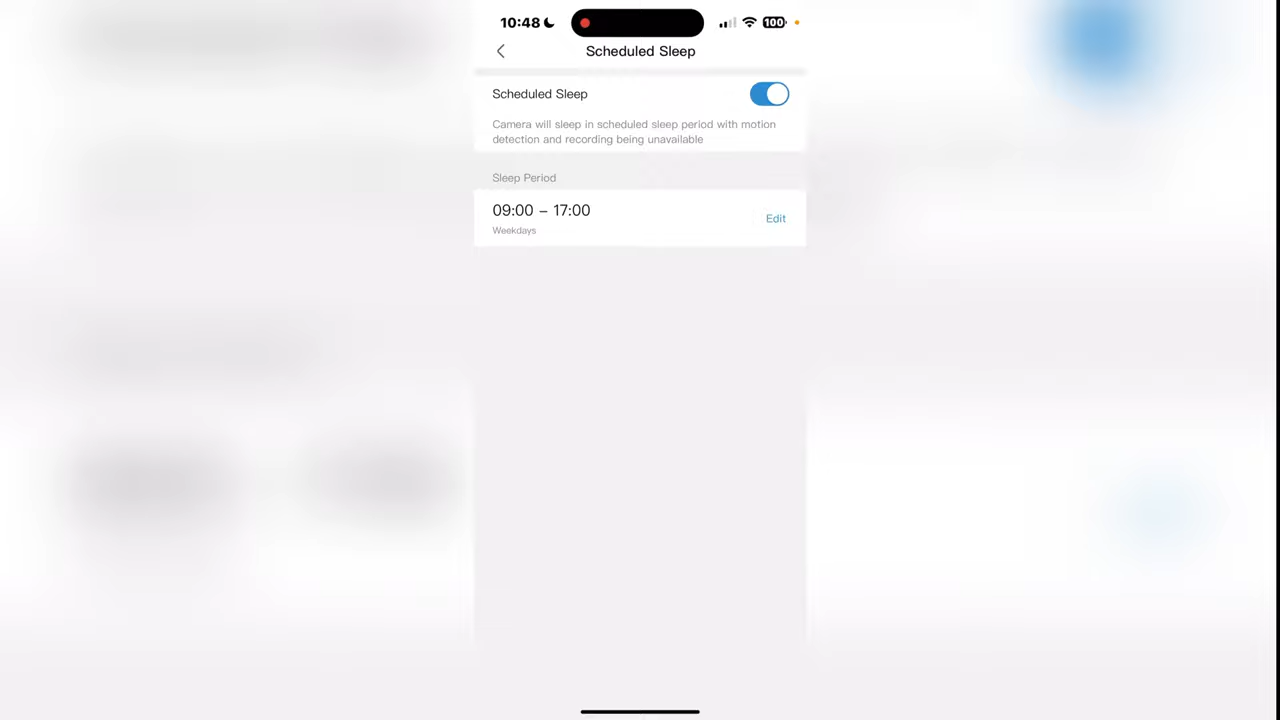 10:48
100
Scheduled Sleep
Scheduled Sleep
Camera will sleep in scheduled sleep period with motion
detection and recording being unavailable
Sleep Period
09:00 – 17:00
Edit
Weekdays